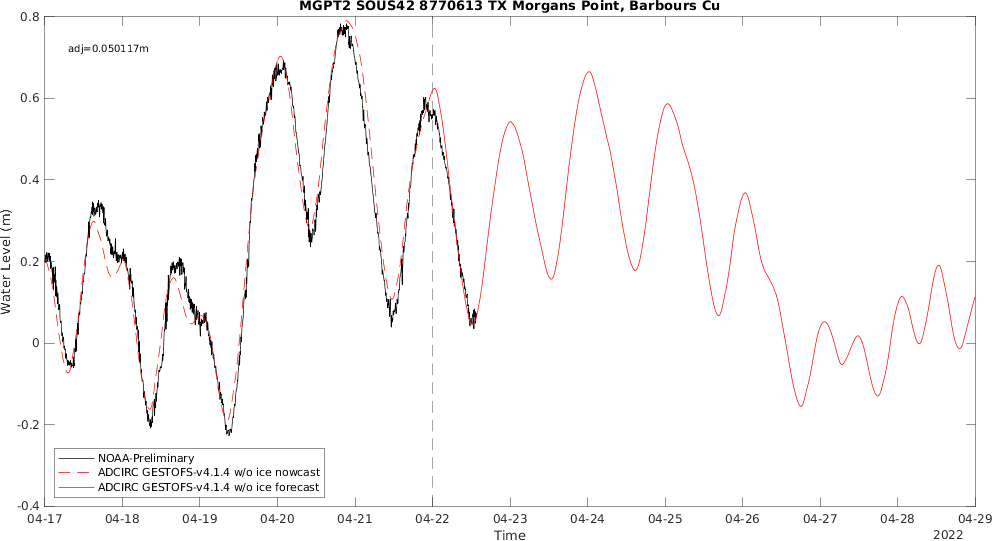 MGPT2 SOUS42 8770613 TX Morgans Point, Barbours Cu
adj=0.050117m
0.8
0.6
0.4
0.2
0
-0.2
-0.4
Water Level (m)
NOAA-Preliminary
ADCIRC GESTOFS-v4.1.4 w/o ice nowcast
ADCIRC GESTOFS-v4.1.4 w/o ice forecast
04-17 04-18 04-19 04-20 04-21 04-22 04-23 04-24 04-25 04-26 04-27 04-28 04-29
Time
2022